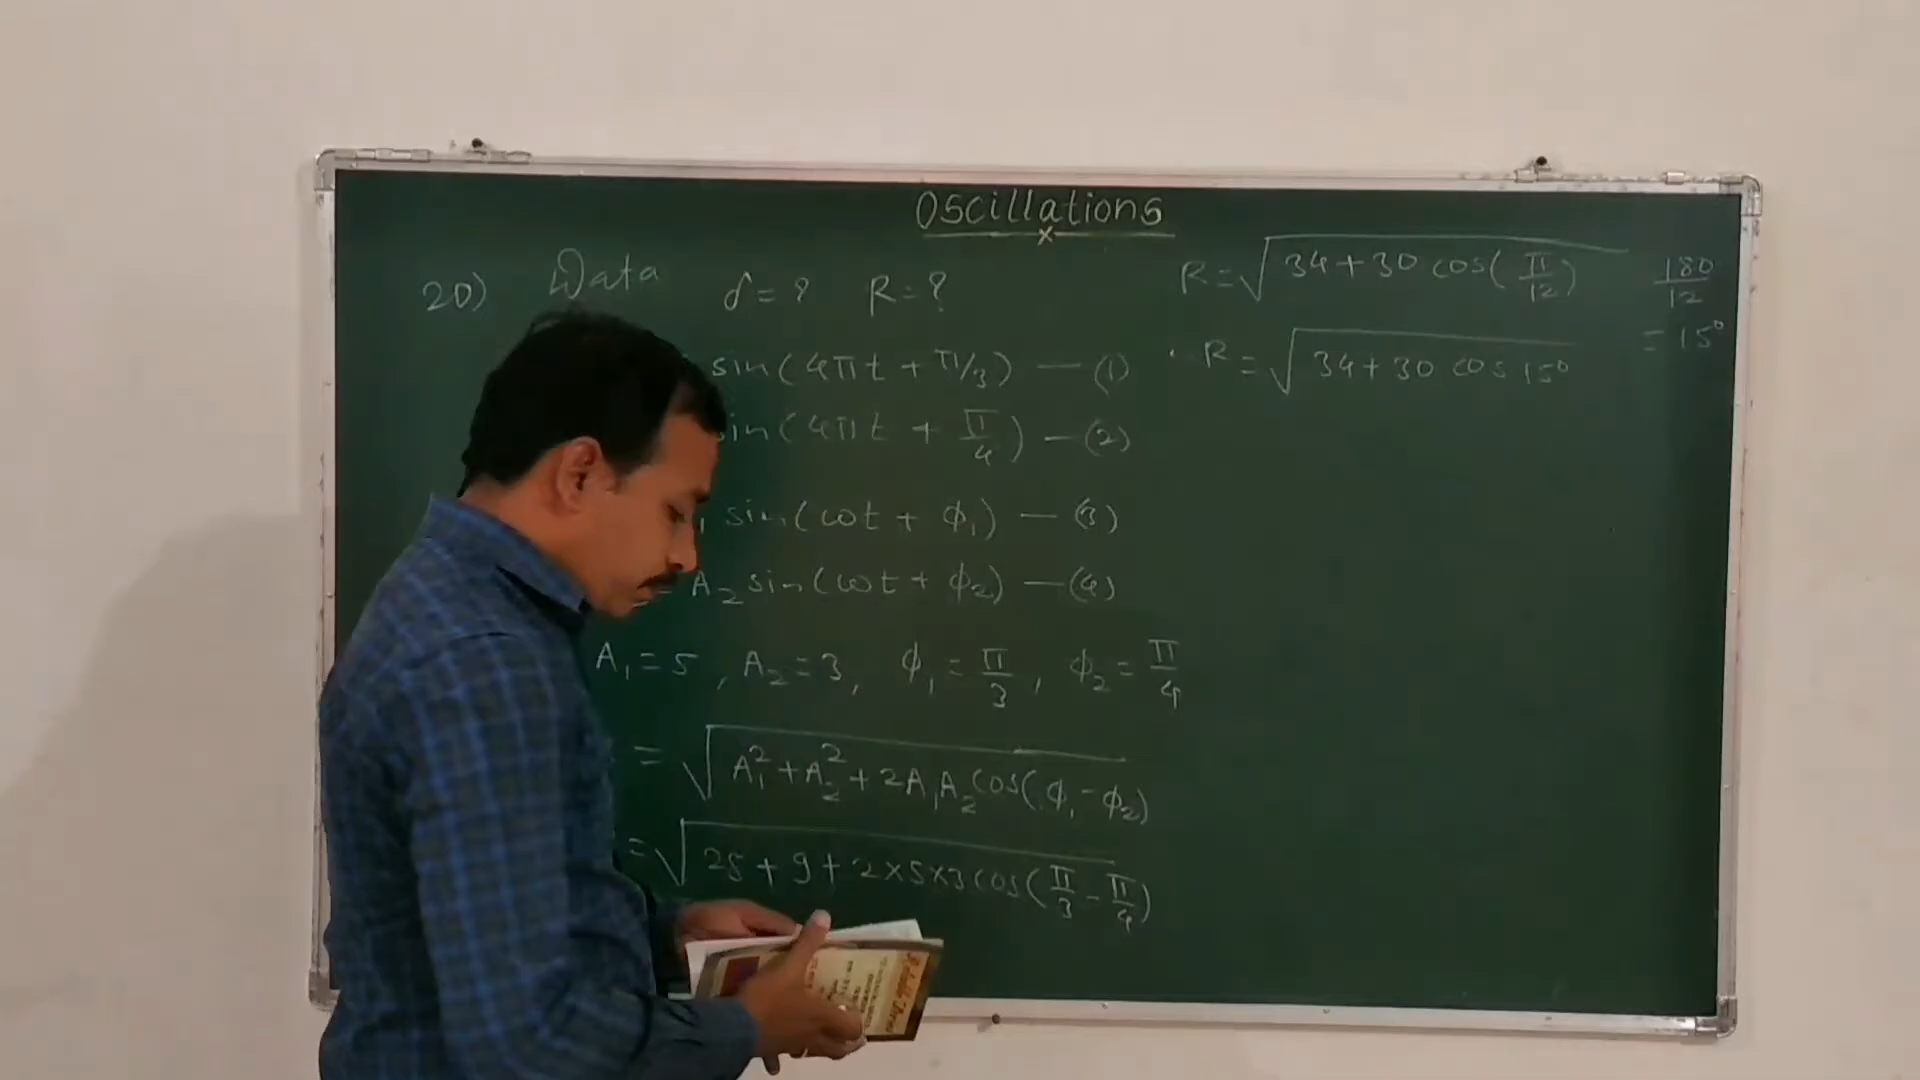 Oscillations
x
20) Data δ = ? R = ?
sin(4πt + π/3) — (1)
sin(4πt + π/4) — (2)
sin(ωt + ϕ₁) — (3)
= A₂ sin(ωt + ϕ₂) — (4)
A₁ = 5, A₂ = 3, ϕ₁ = π/3, ϕ₂ = π/4
= √(A₁² + A₂² + 2A₁A₂ cos(ϕ₁ - ϕ₂)
= √(25 + 9 + 2×5×3 cos(π/3 - π/4)
R = √(34 + 30 cos(π/12)
180/12
= 15°
∴ R = √(34 + 30 cos 15°